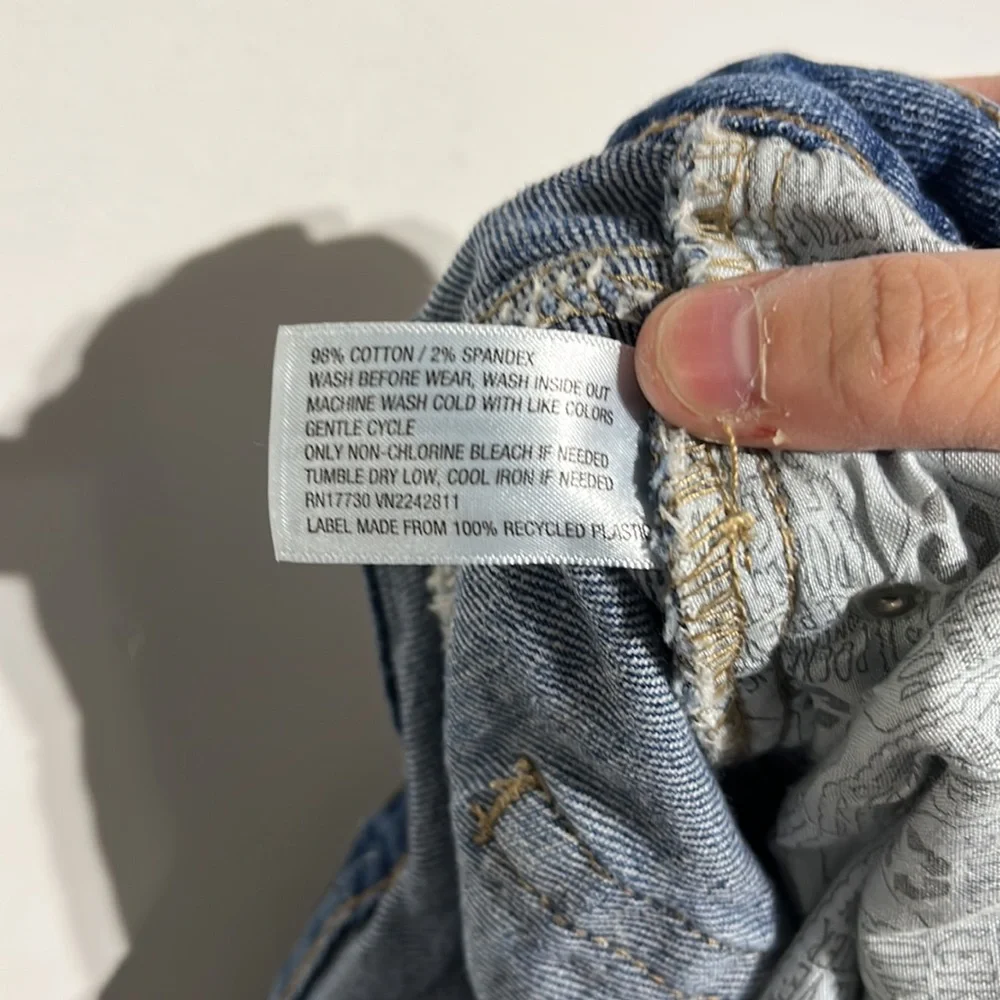 98% COTTON / 2% SPANDEX
WASH BEFORE WEAR, WASH INSIDE OUT
MACHINE WASH COLD WITH LIKE COLORS
GENTLE CYCLE
ONLY NON-CHLORINE BLEACH IF NEEDED
TUMBLE DRY LOW, COOL IRON IF NEEDED
RN17730 VN2242811
LABEL MADE FROM 100% RECYCLED PLASTIC